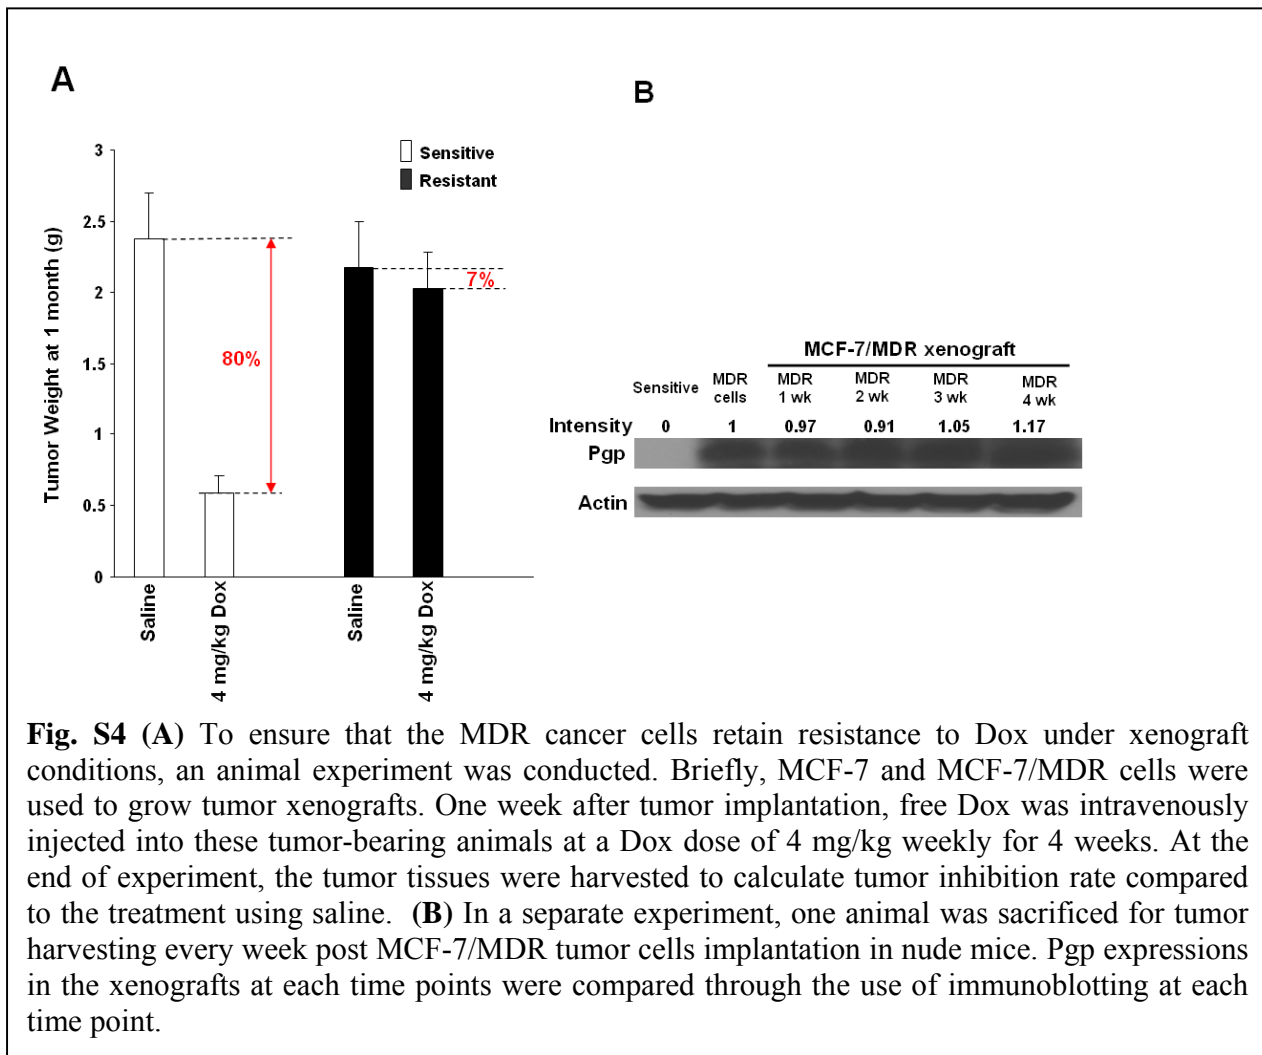 A
B
3
2.5
2
1.5
1
0.5
0
Tumor Weight at 1 month (g)
Sensitive
Resistant
80%
7%
Saline
4 mg/kg Dox
Saline
4 mg/kg Dox
MCF-7/MDR xenograft
Sensitive MDR cells MDR 1 wk MDR 2 wk MDR 3 wk MDR 4 wk
Intensity 0 1 0.97 0.91 1.05 1.17
Pgp
Actin
Fig. S4 (A) To ensure that the MDR cancer cells retain resistance to Dox under xenograft
conditions, an animal experiment was conducted. Briefly, MCF-7 and MCF-7/MDR cells were
used to grow tumor xenografts. One week after tumor implantation, free Dox was intravenously
injected into these tumor-bearing animals at a Dox dose of 4 mg/kg weekly for 4 weeks. At the
end of experiment, the tumor tissues were harvested to calculate tumor inhibition rate compared
to the treatment using saline. (B) In a separate experiment, one animal was sacrificed for tumor
harvesting every week post MCF-7/MDR tumor cells implantation in nude mice. Pgp expressions
in the xenografts at each time points were compared through the use of immunoblotting at each
time point.